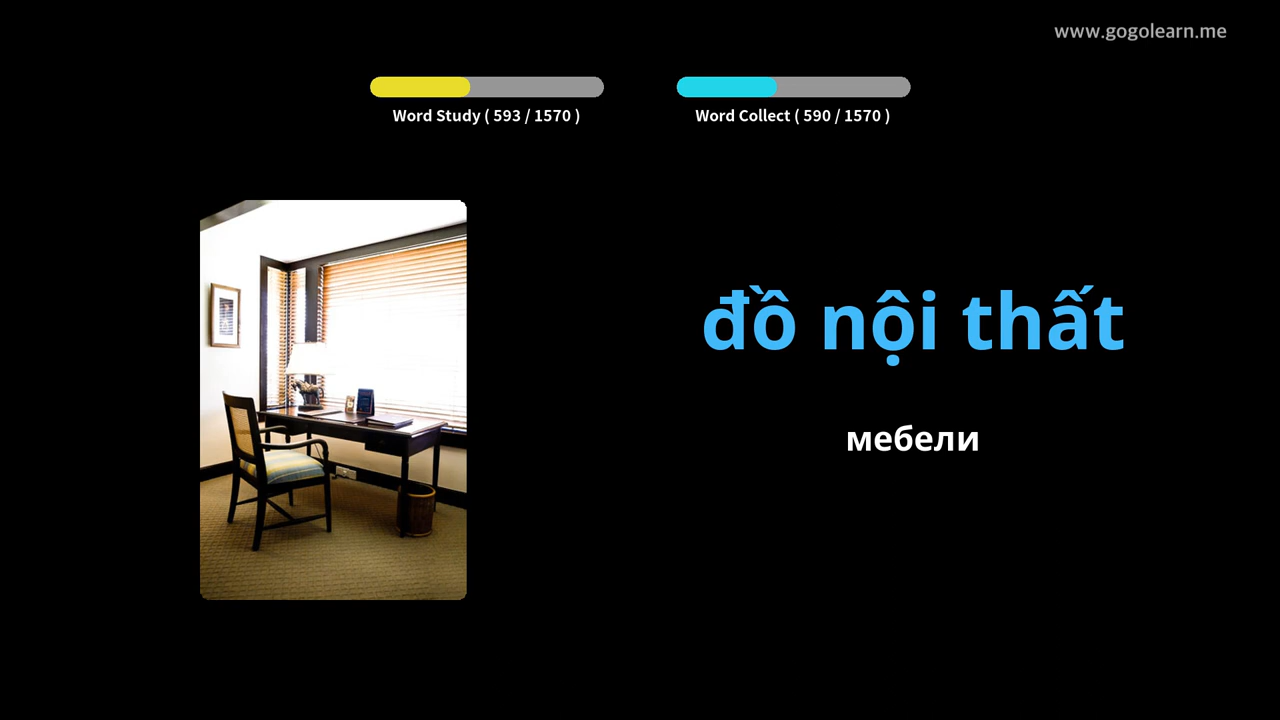 www.gogolearn.me
Word Study ( 593 / 1570 )
Word Collect ( 590 / 1570 )
đồ nội thất
мебели